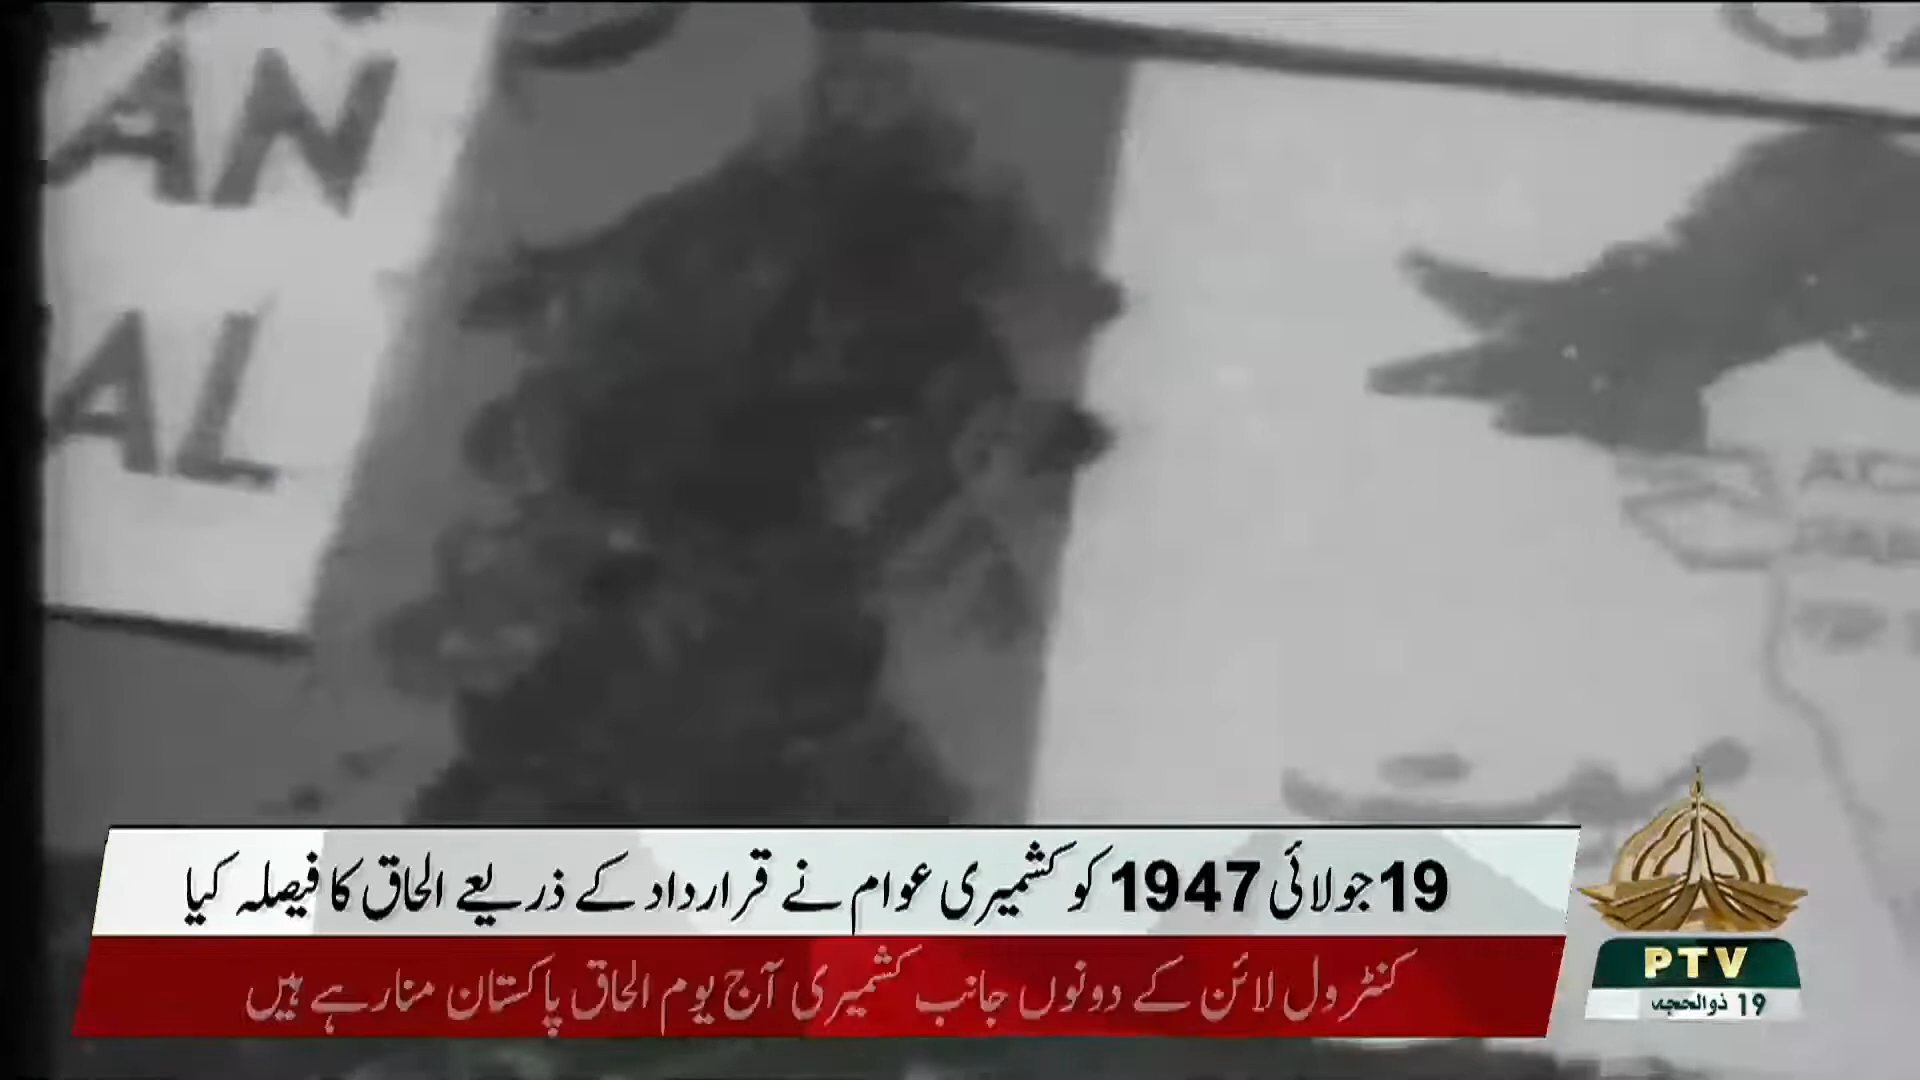 AN
AL
19 جولائی 1947 کو کشمیری عوام نے قرارداد کے ذریعے الحاق کا فیصلہ کیا
کنٹرول لائن کے دونوں جانب کشمیری آج یوم الحاق پاکستان منا رہے ہیں
PTV
19 ذوالحجہ